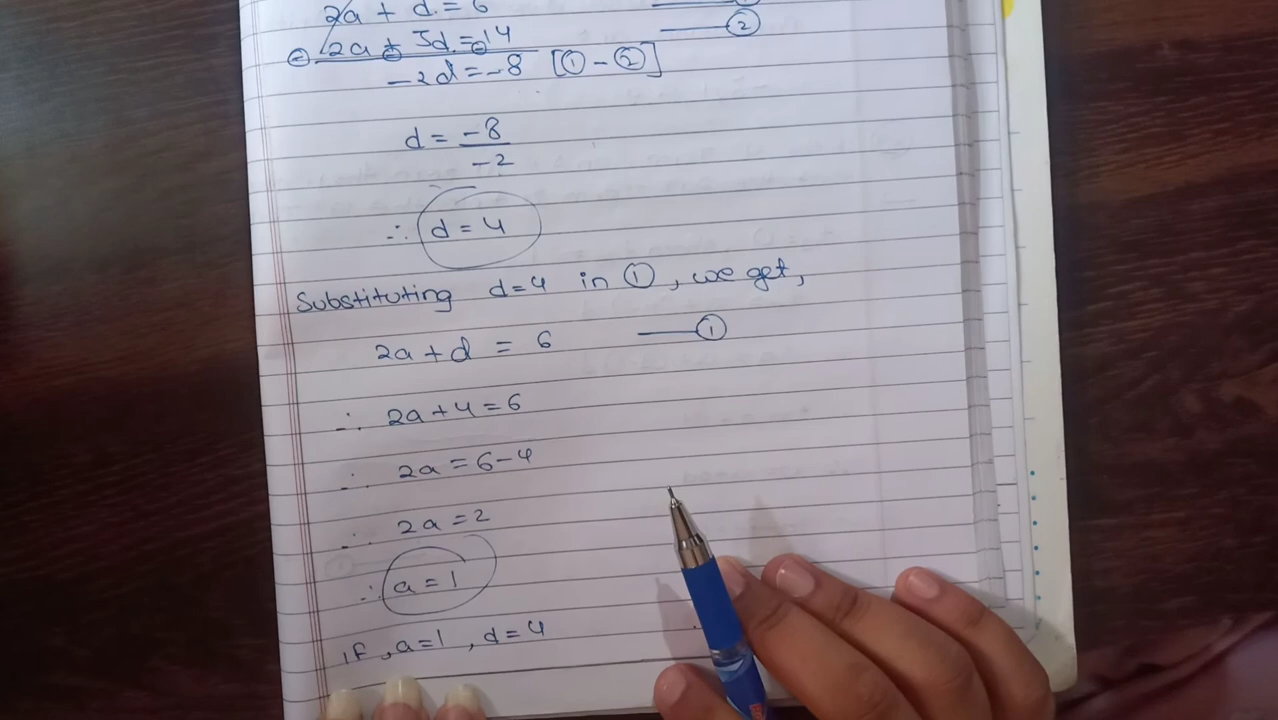 2a + d = 6
2a + 3d = 14 ②
-2d = -8 [① - ②]
d = -8
-2
∴ d = 4
Substituting d=4 in ①, we get,
2a + d = 6 ①
∴ 2a + 4 = 6
∴ 2a = 6-4
∴ 2a = 2
∴ a = 1
if, a=1, d=4